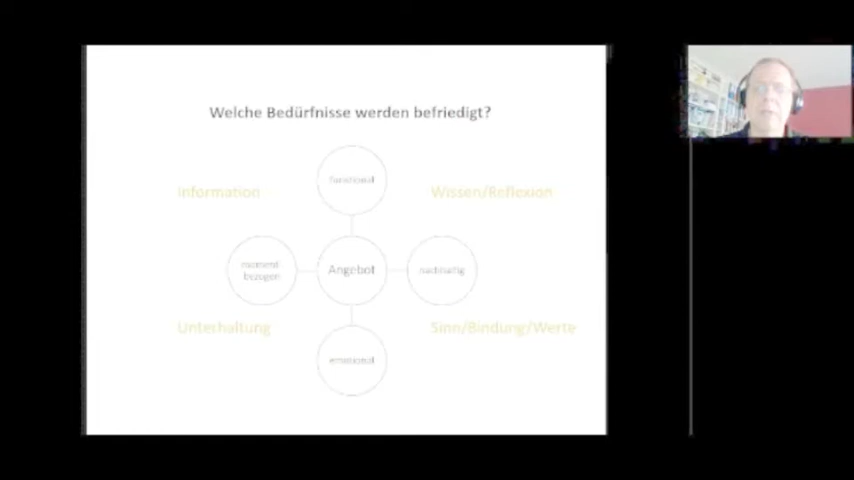 Welche Bedürfnisse werden befriedigt?
funktional
Information
Wissen/Reflexion
moment-
bezogen
Angebot
nachhaltig
Unterhaltung
Sinn/Bindung/Werte
emotional